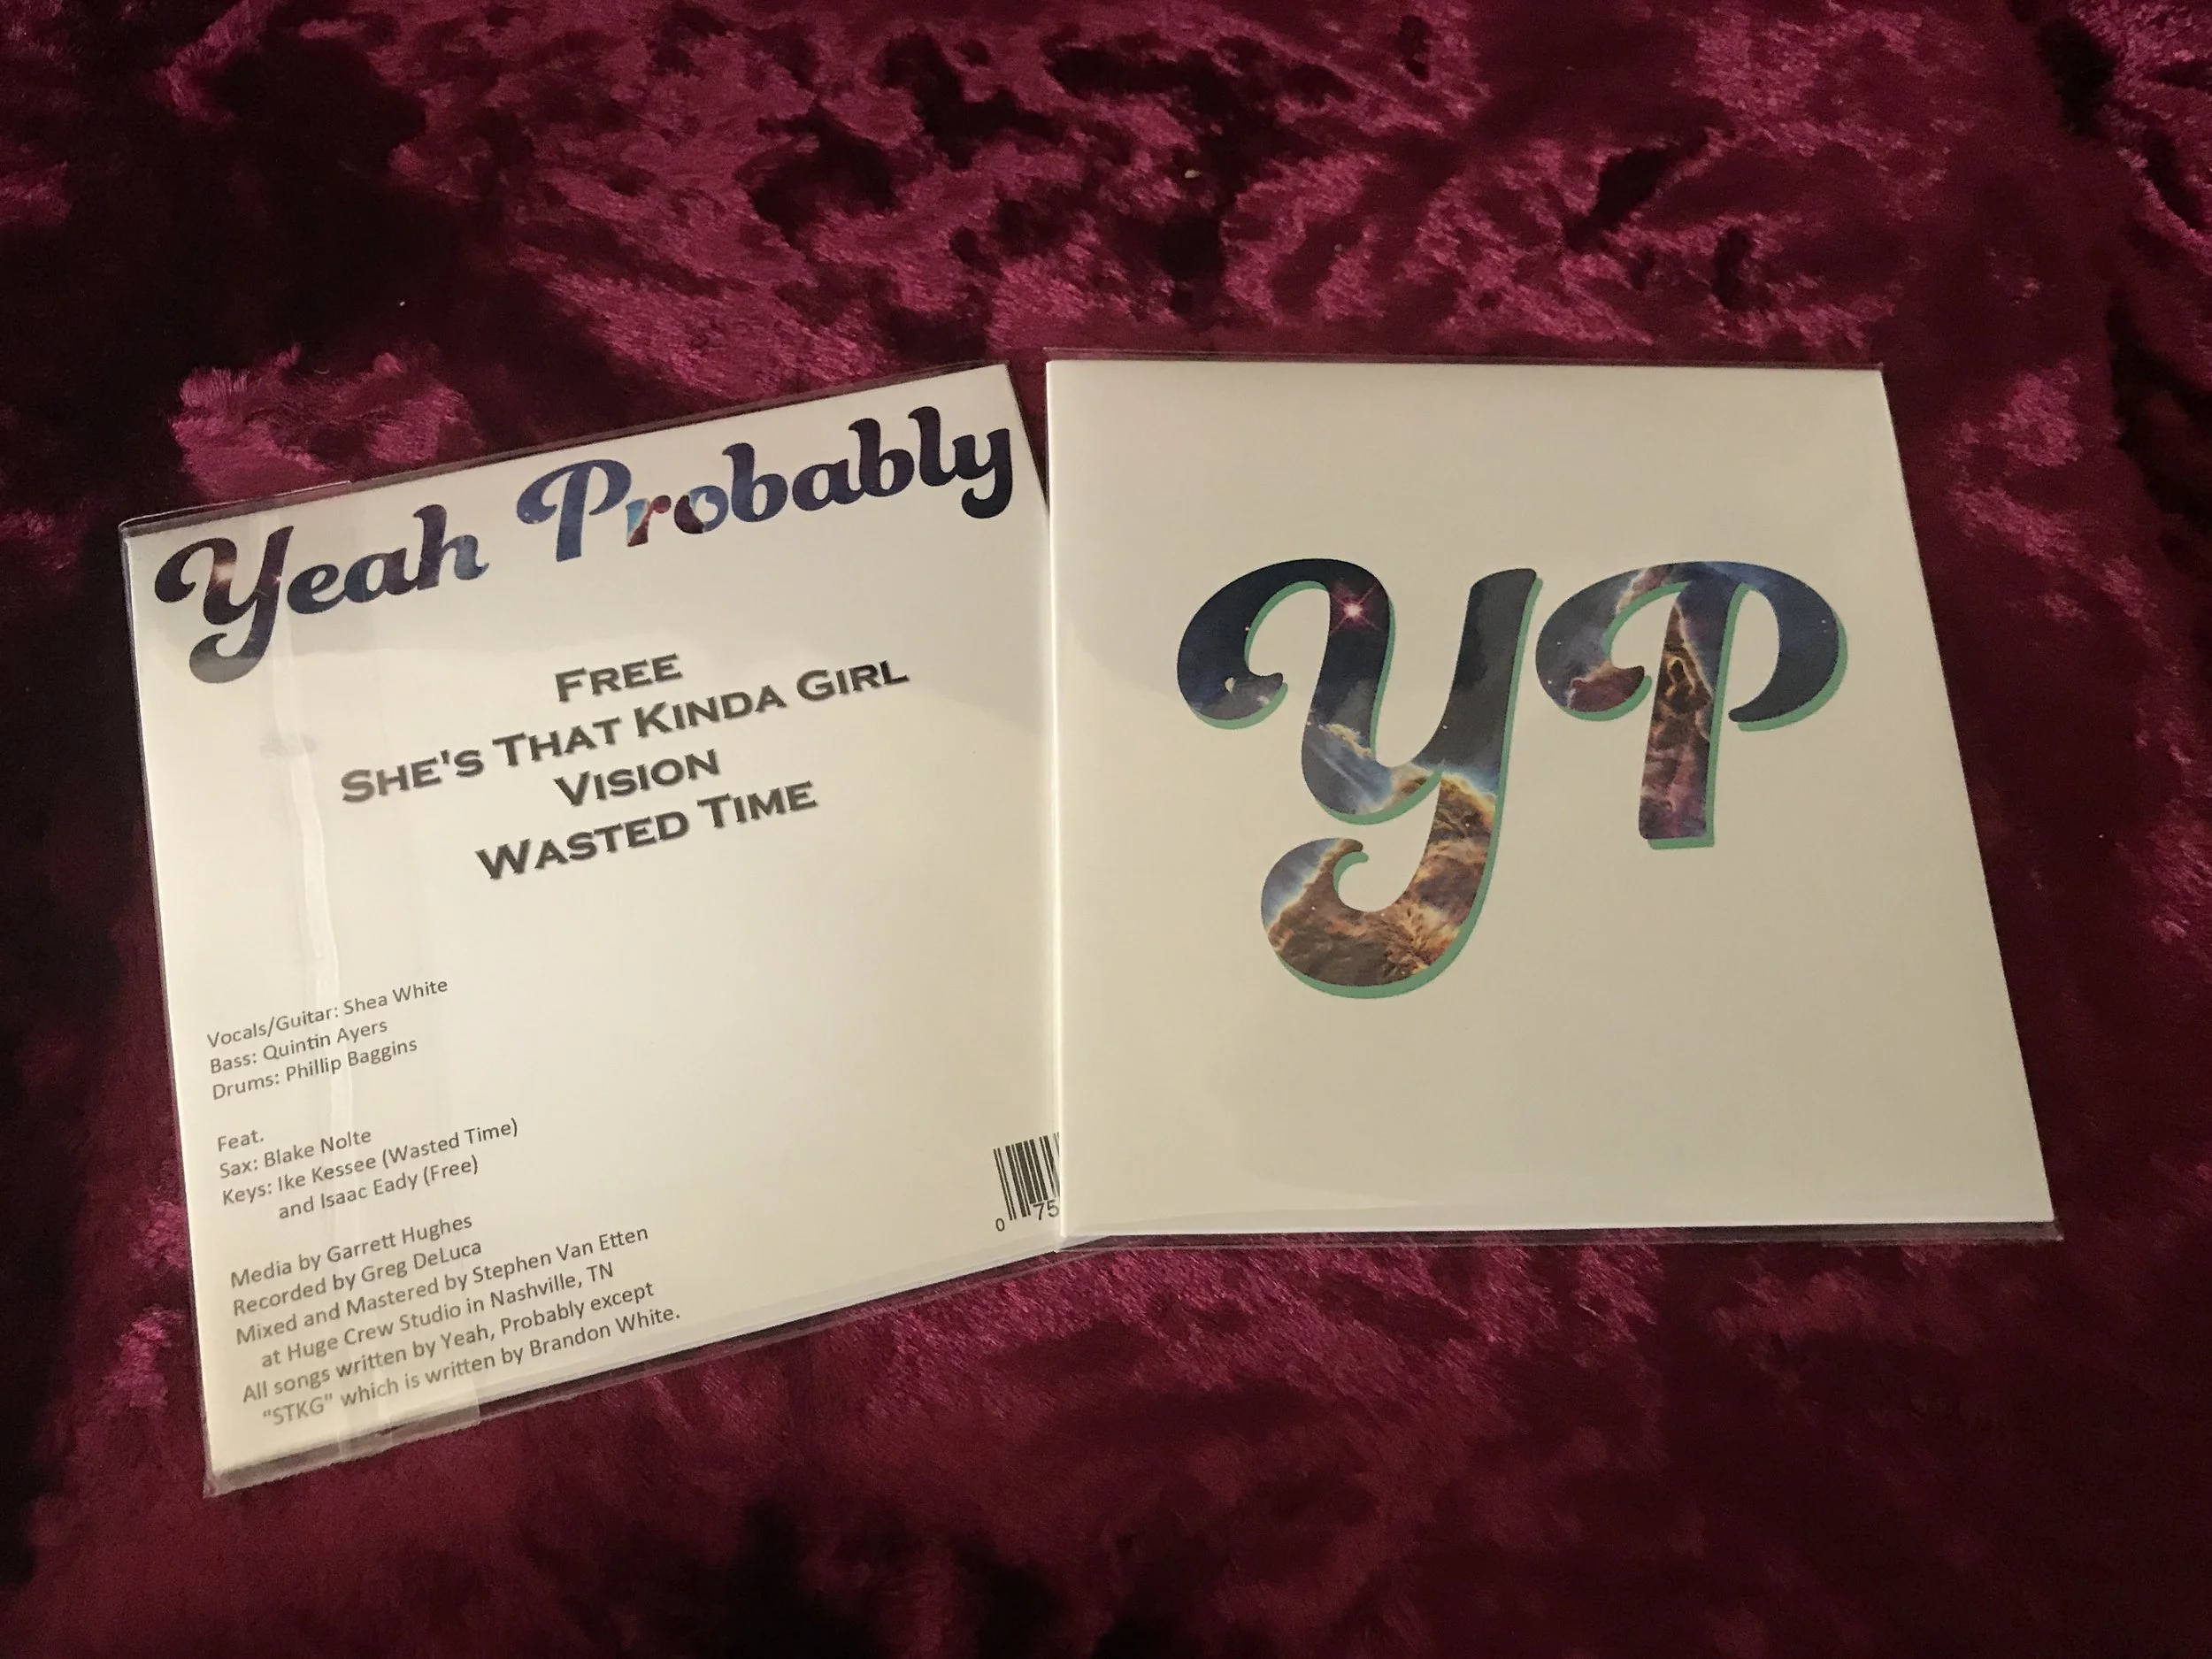 Yeah Probably
FREE
SHE'S THAT KINDA GIRL
VISION
WASTED TIME
Vocals/Guitar: Shea White
Bass: Quintin Ayers
Drums: Phillip Baggins
Feat.
Sax: Blake Nolte
Keys: Ike Kessee (Wasted Time)
and Isaac Eady (Free)
Media by Garrett Hughes
Recorded by Greg DeLuca
Mixed and Mastered by Stephen Van Etten
at Huge Crew Studio in Nashville, TN
All songs written by Yeah, Probably except
"STKG" which is written by Brandon White.
0 75
YP